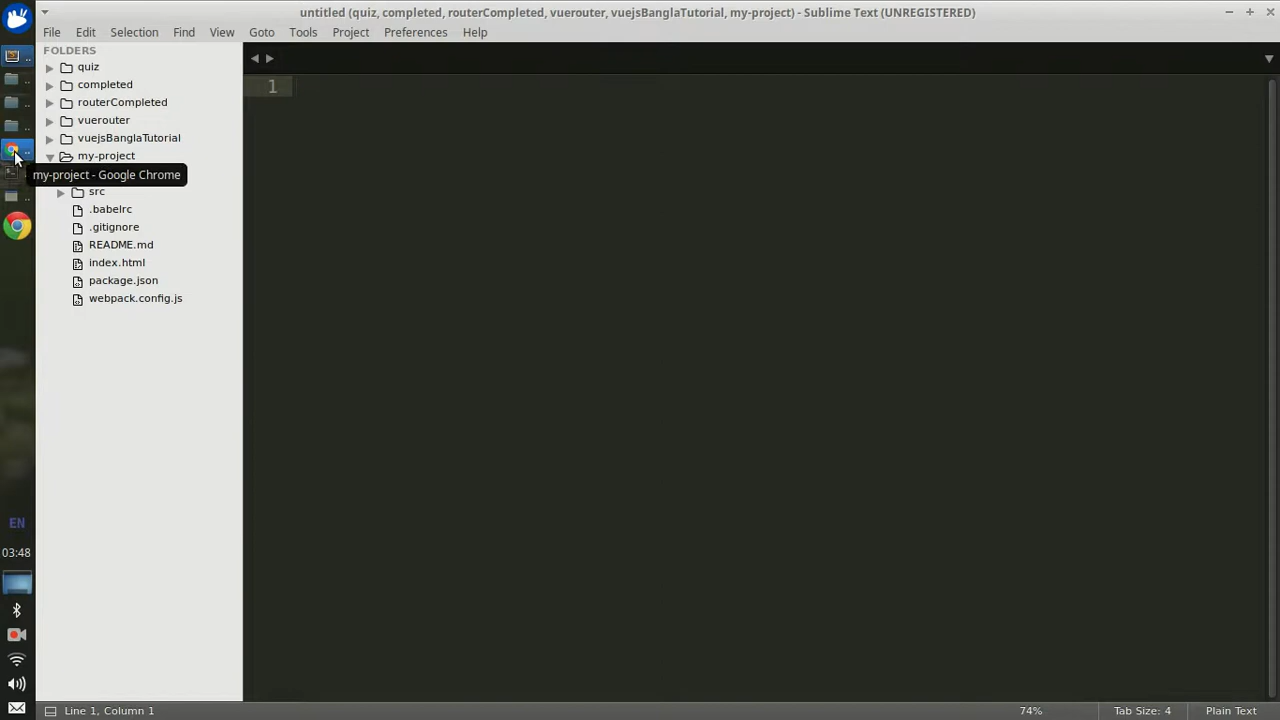 untitled (quiz, completed, routerCompleted, vuerouter, vuejsBanglaTutorial, my-project) - Sublime Text (UNREGISTERED)
File Edit Selection Find View Goto Tools Project Preferences Help
FOLDERS
quiz
completed
routerCompleted
vuerouter
vuejsBanglaTutorial
my-project
my-project - Google Chrome
src
.babelrc
.gitignore
README.md
index.html
package.json
webpack.config.js
1
EN
03:48
Line 1, Column 1
74%
Tab Size: 4
Plain Text